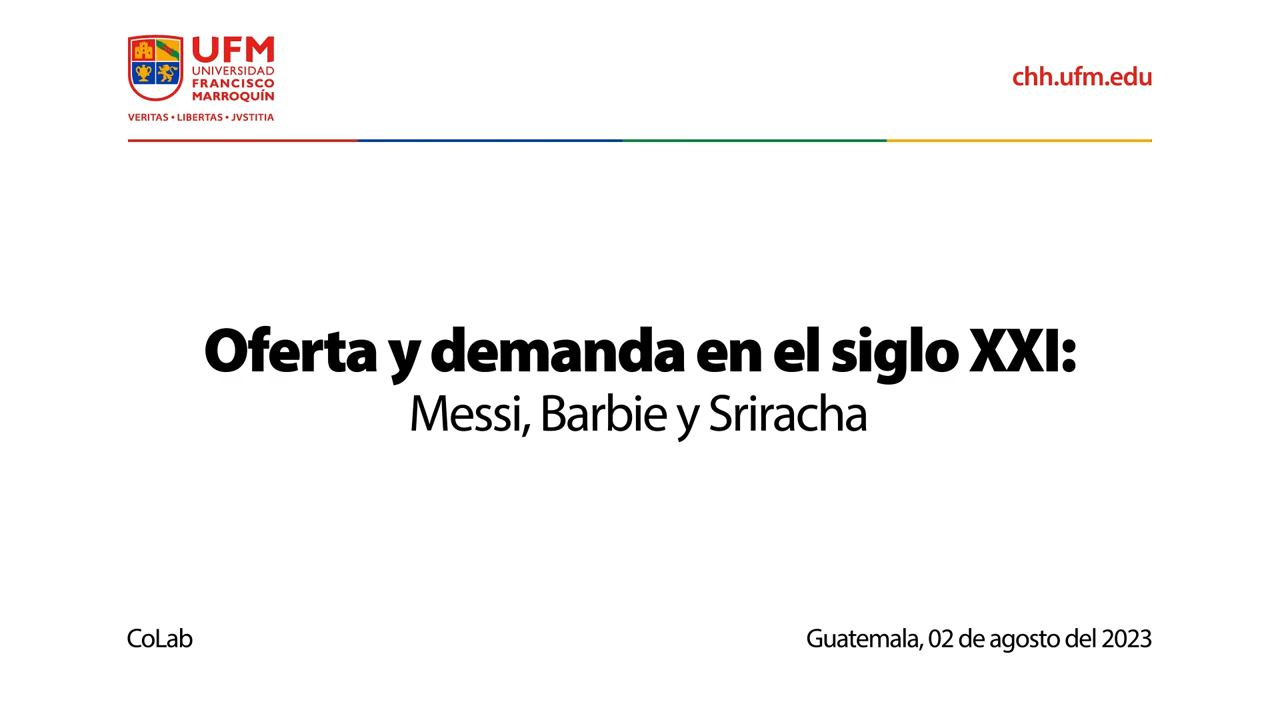 UFM
UNIVERSIDAD
FRANCISCO
MARROQUÍN
VERITAS • LIBERTAS • JVSTITIA
chh.ufm.edu
Oferta y demanda en el siglo XXI:
Messi, Barbie y Sriracha
CoLab
Guatemala, 02 de agosto del 2023